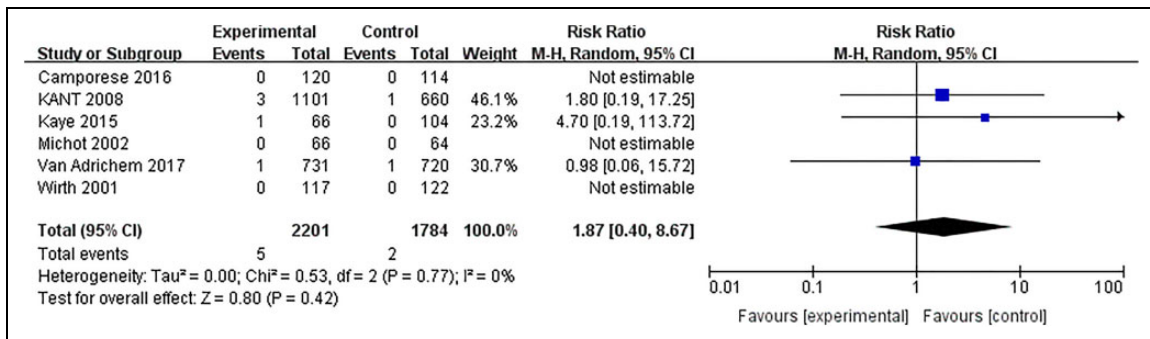 Experimental Control Risk Ratio Risk Ratio
Study or Subgroup Events Total Events Total Weight M-H, Random, 95% CI M-H, Random, 95% CI
Camporese 2016 0 120 0 114 Not estimable
KANT 2008 3 1101 1 660 46.1% 1.80 [0.19, 17.25]
Kaye 2015 1 66 0 104 23.2% 4.70 [0.19, 113.72]
Michot 2002 0 66 0 64 Not estimable
Van Adrichem 2017 1 731 1 720 30.7% 0.98 [0.06, 15.72]
Wirth 2001 0 117 0 122 Not estimable
Total (95% CI) 2201 1784 100.0% 1.87 [0.40, 8.67]
Total events 5 2
Heterogeneity: Tau² = 0.00; Chi² = 0.53, df = 2 (P = 0.77); I² = 0%
Test for overall effect: Z = 0.80 (P = 0.42)
0.01 0.1 1 10 100
Favours [experimental] Favours [control]